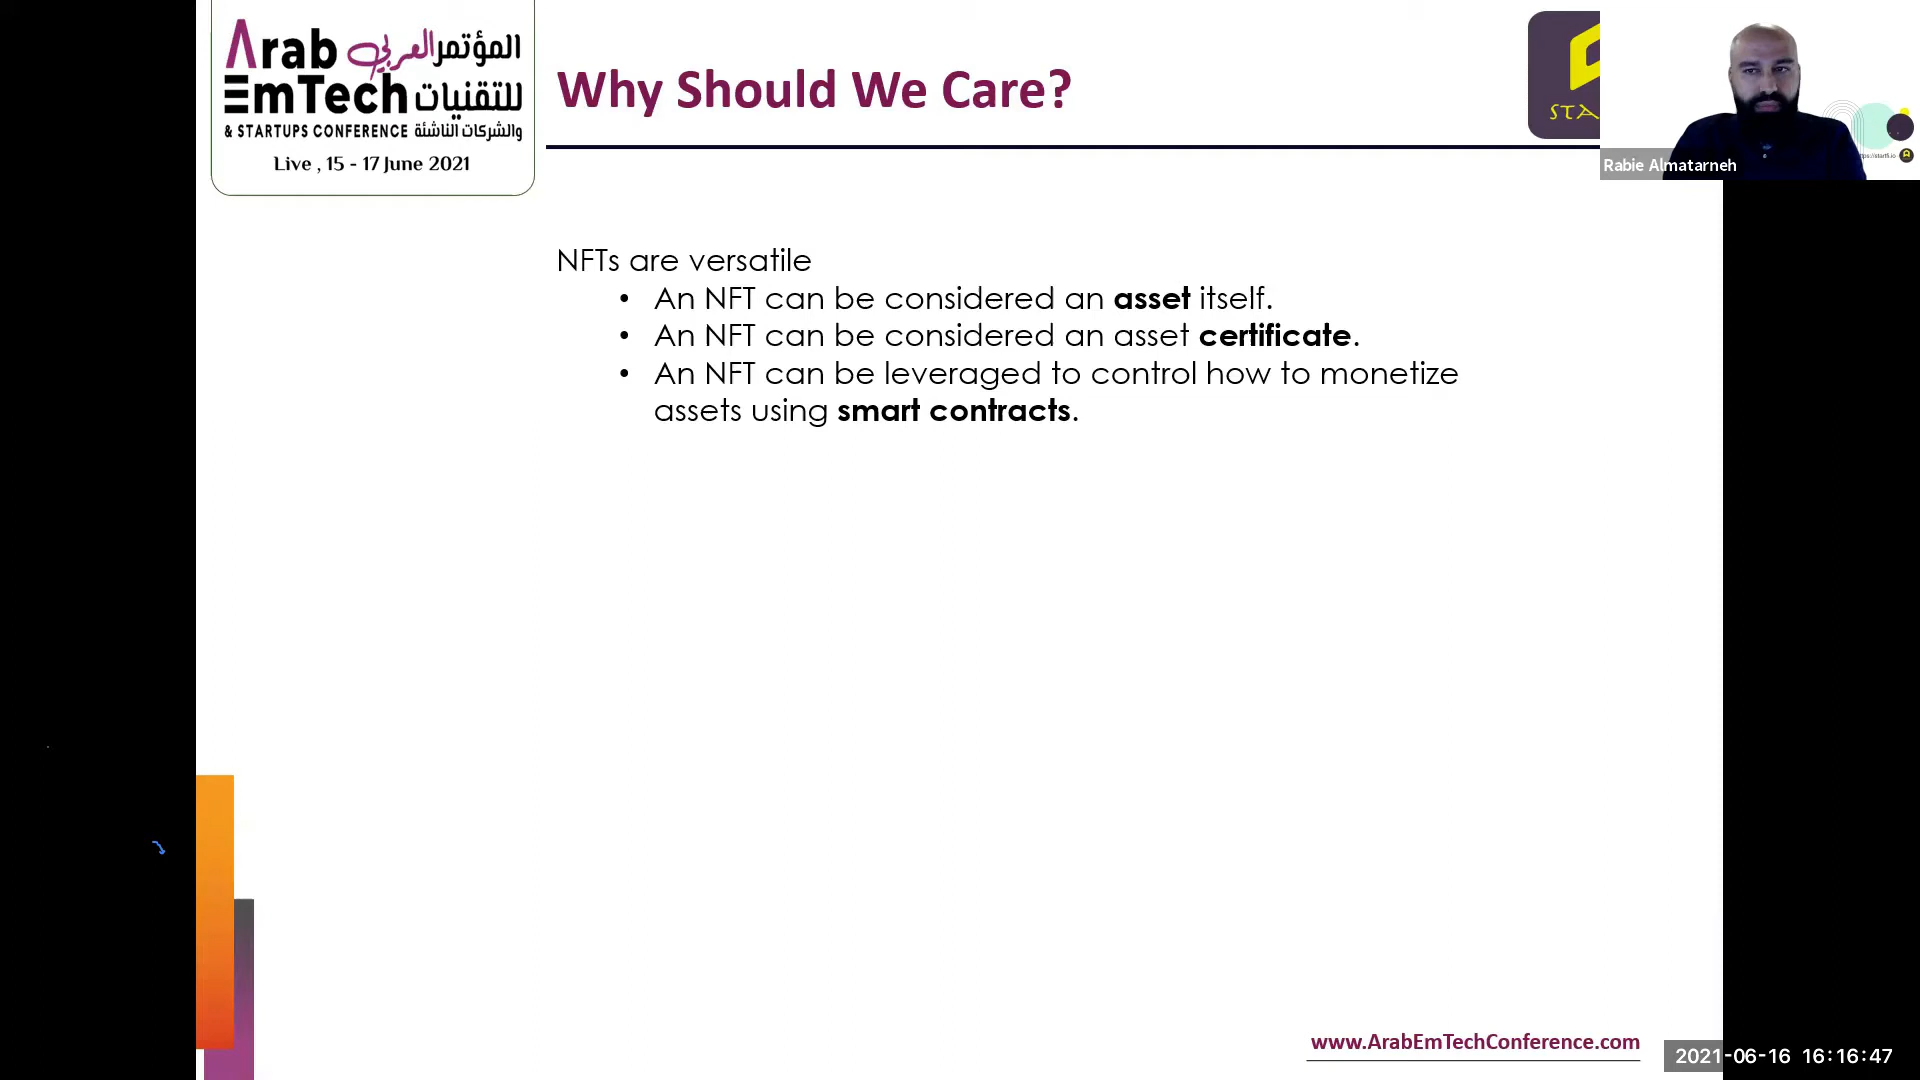 Arab المؤتمر العربي
EmTech للتقنيات
& STARTUPS CONFERENCE والشركات الناشئة
Live , 15 - 17 June 2021
Why Should We Care?
STA
Rabie Almatarneh
NFTs are versatile
• An NFT can be considered an asset itself.
• An NFT can be considered an asset certificate.
• An NFT can be leveraged to control how to monetize
assets using smart contracts.
www.ArabEmTechConference.com
2021-06-16 16:16:47